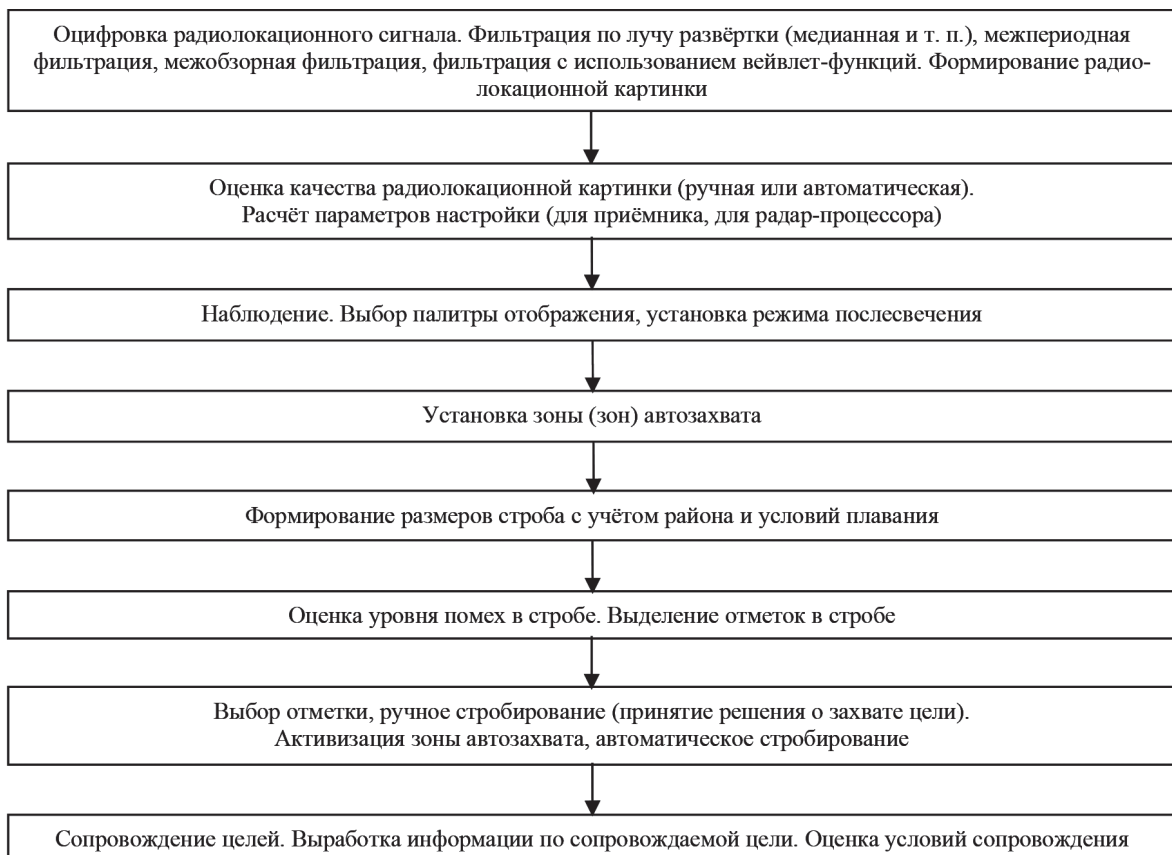 Оцифровка радиолокационного сигнала. Фильтрация по лучу развёртки (медианная и т. п.), межпериодная
фильтрация, межобзорная фильтрация, фильтрация с использованием вейвлет-функций. Формирование радио-
локационной картинки
Оценка качества радиолокационной картинки (ручная или автоматическая).
Расчёт параметров настройки (для приёмника, для радар-процессора)
Наблюдение. Выбор палитры отображения, установка режима послесвечения
Установка зоны (зон) автозахвата
Формирование размеров строба с учётом района и условий плавания
Оценка уровня помех в стробе. Выделение отметок в стробе
Выбор отметки, ручное стробирование (принятие решения о захвате цели).
Активизация зоны автозахвата, автоматическое стробирование
Сопровождение целей. Выработка информации по сопровождаемой цели. Оценка условий сопровождения